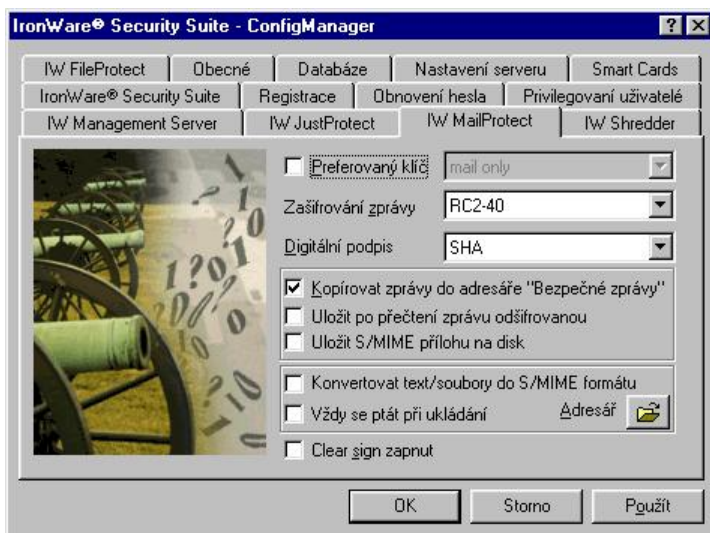 IronWare® Security Suite - ConfigManager
IW FileProtect Obecné Databáze Nastavení serveru Smart Cards
IronWare® Security Suite Registrace Obnovení hesla Privilegovaní uživatelé
IW Management Server IW JustProtect IW MailProtect IW Shredder
Preferovaný klíč mail only
Zašifrování zprávy RC2-40
Digitální podpis SHA
Kopírovat zprávy do adresáře "Bezpečné zprávy"
Uložit po přečtení zprávu odšifrovanou
Uložit S/MIME přílohu na disk
Konvertovat text/soubory do S/MIME formátu
Vždy se ptát při ukládání Adresář
Clear sign zapnut
OK Storno Použít